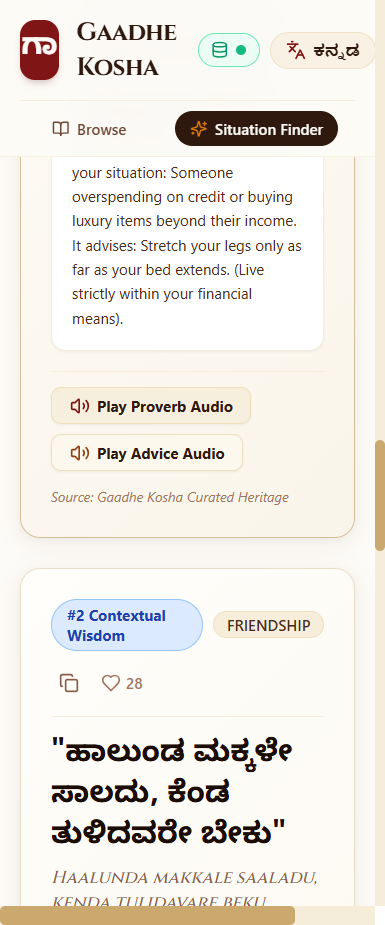 ಗಾ
Gaadhe
Kosha
ಕನ್ನಡ
Browse
Situation Finder
your situation: Someone
overspending on credit or buying
luxury items beyond their income.
It advises: Stretch your legs only as
far as your bed extends. (Live
strictly within your financial
means).
Play Proverb Audio
Play Advice Audio
Source: Gaadhe Kosha Curated Heritage
#2 Contextual
Wisdom
FRIENDSHIP
28
"ಹಾಲುಂಡ ಮಕ್ಕಳೇ
ಸಾಲದು, ಕೆಂಡ
ತುಳಿದವರೇ ಬೇಕು"
Haalunda makkale saaladu,
kenda tulidavare beku